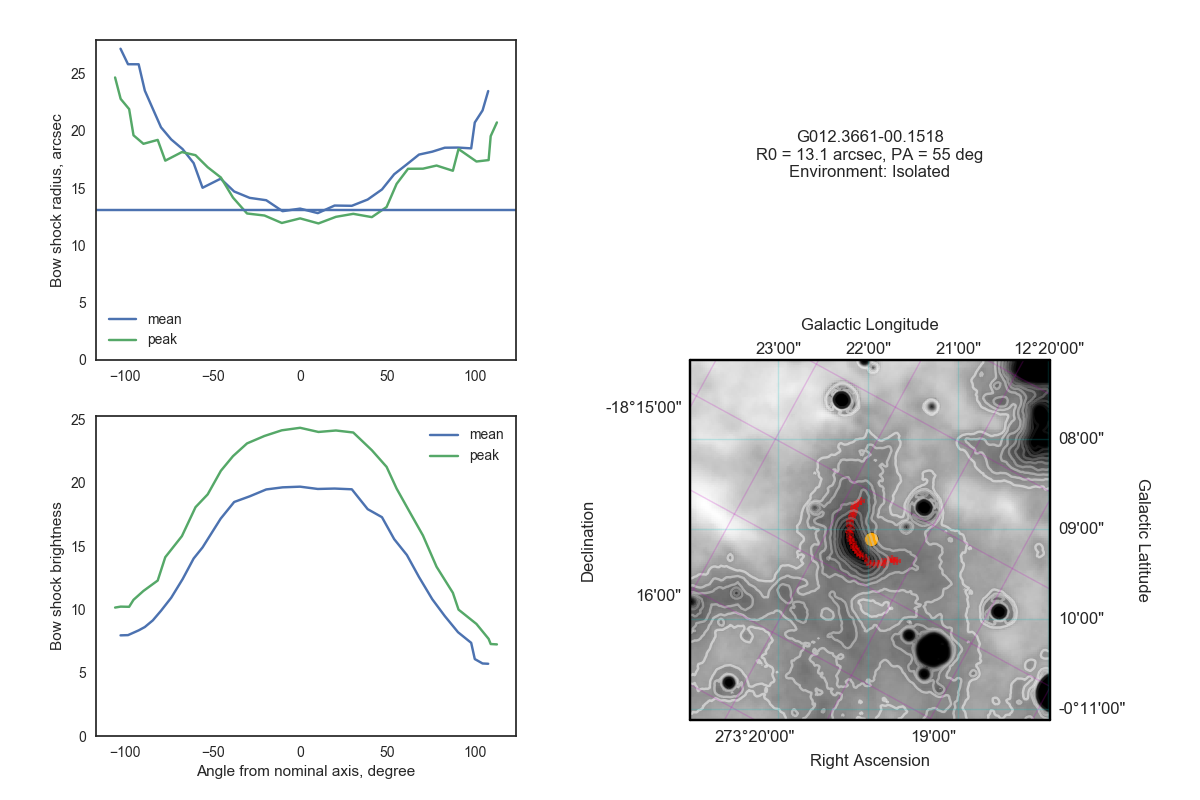 Bow shock radius, arcsec
25
20
15
10
5
0
mean
peak
−100
−50
0
50
100
Bow shock brightness
25
20
15
10
5
0
mean
peak
−100
−50
0
50
100
Angle from nominal axis, degree
G012.3661-00.1518
R0 = 13.1 arcsec, PA = 55 deg
Environment: Isolated
Galactic Longitude
23'00"
22'00"
21'00"
12°20'00"
-18°15'00"
16'00"
Declination
08'00"
09'00"
10'00"
-0°11'00"
Galactic Latitude
273°20'00"
19'00"
Right Ascension